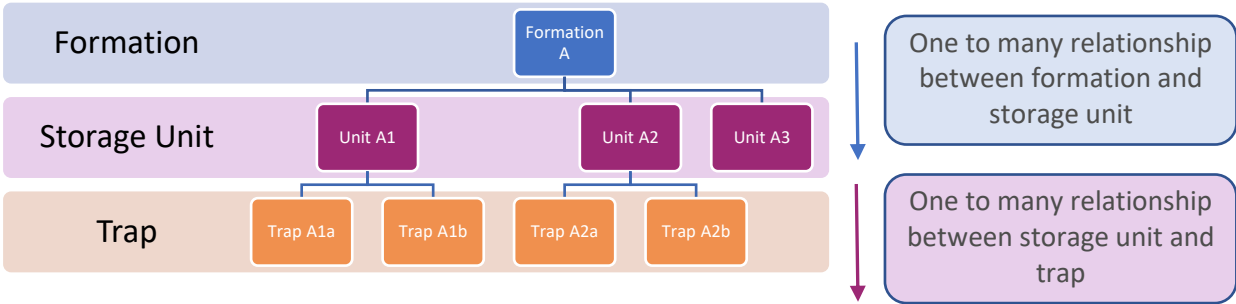 Formation
Formation
A
One to many relationship
between formation and
storage unit
Storage Unit
Unit A1
Unit A2
Unit A3
Trap
Trap A1a
Trap A1b
Trap A2a
Trap A2b
One to many relationship
between storage unit and
trap